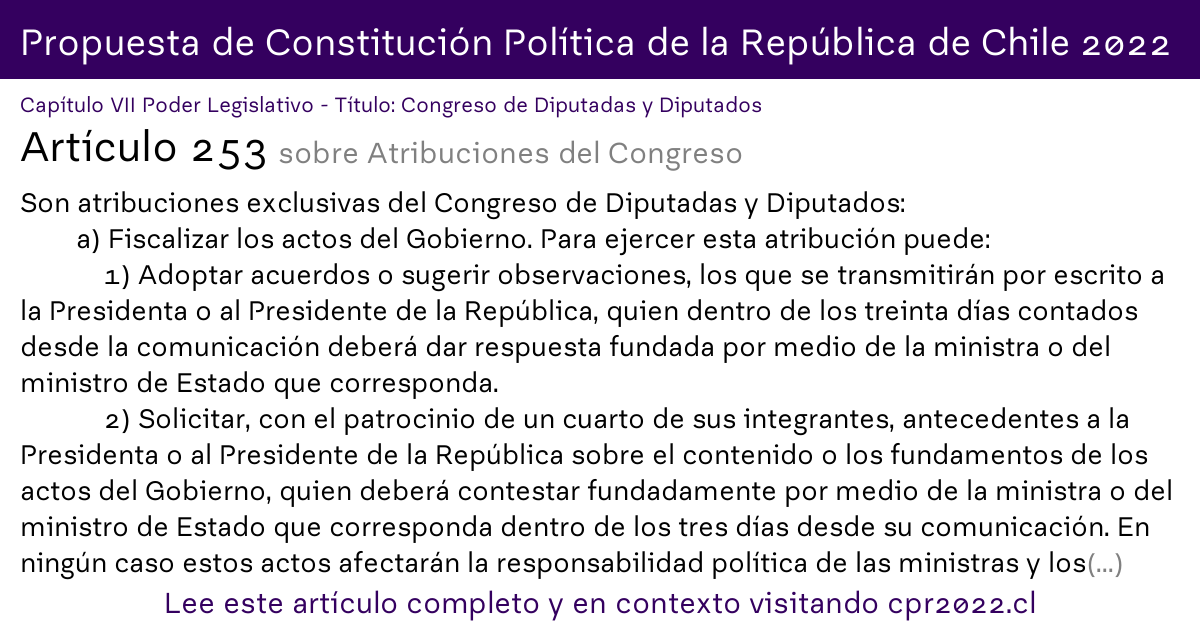 Propuesta de Constitución Política de la República de Chile 2022
Capítulo VII Poder Legislativo - Título: Congreso de Diputadas y Diputados
Artículo 253 sobre Atribuciones del Congreso
Son atribuciones exclusivas del Congreso de Diputadas y Diputados:
a) Fiscalizar los actos del Gobierno. Para ejercer esta atribución puede:
1) Adoptar acuerdos o sugerir observaciones, los que se transmitirán por escrito a
la Presidenta o al Presidente de la República, quien dentro de los treinta días contados
desde la comunicación deberá dar respuesta fundada por medio de la ministra o del
ministro de Estado que corresponda.
2) Solicitar, con el patrocinio de un cuarto de sus integrantes, antecedentes a la
Presidenta o al Presidente de la República sobre el contenido o los fundamentos de los
actos del Gobierno, quien deberá contestar fundadamente por medio de la ministra o del
ministro de Estado que corresponda dentro de los tres días desde su comunicación. En
ningún caso estos actos afectarán la responsabilidad política de las ministras y los(...)
Lee este artículo completo y en contexto visitando cpr2022.cl